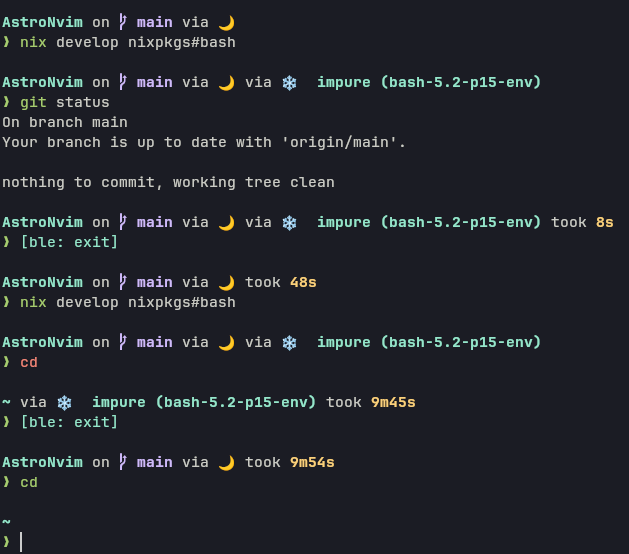 AstroNvim on main via 🌙
❱ nix develop nixpkgs#bash
AstroNvim on main via 🌙 via ❄️ impure (bash-5.2-p15-env)
❱ git status
On branch main
Your branch is up to date with 'origin/main'.
nothing to commit, working tree clean
AstroNvim on main via 🌙 via ❄️ impure (bash-5.2-p15-env) took 8s
❱ [ble: exit]
AstroNvim on main via 🌙 took 48s
❱ nix develop nixpkgs#bash
AstroNvim on main via 🌙 via ❄️ impure (bash-5.2-p15-env)
❱ cd
~ via ❄️ impure (bash-5.2-p15-env) took 9m45s
❱ [ble: exit]
AstroNvim on main via 🌙 took 9m54s
❱ cd
~
❱